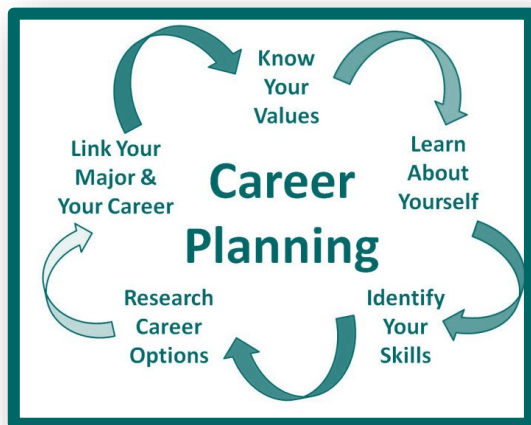 Know
Your
Values
Learn
About
Yourself
Identify
Your
Skills
Research
Career
Options
Link Your
Major &
Your Career
Career
Planning